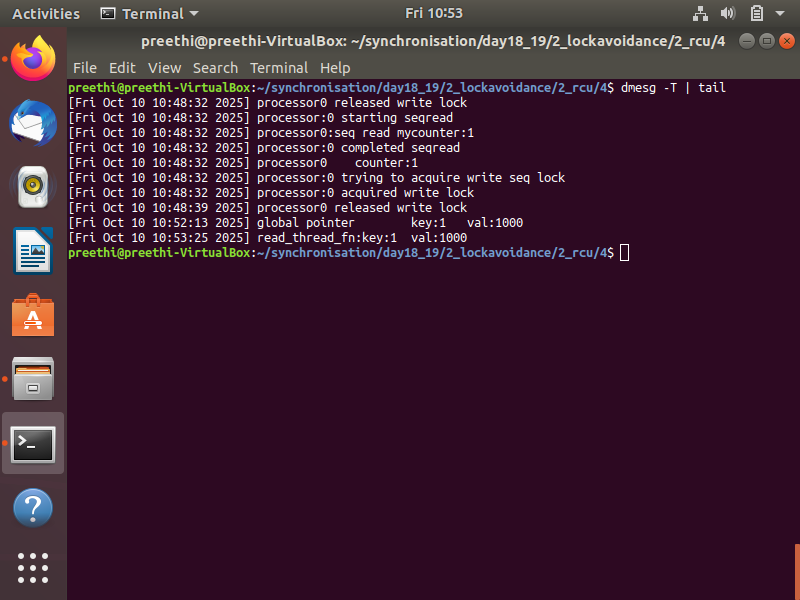 Activities Terminal Fri 10:53
preethi@preethi-VirtualBox: ~/synchronisation/day18_19/2_lockavoidance/2_rcu/4
File Edit View Search Terminal Help
preethi@preethi-VirtualBox:~/synchronisation/day18_19/2_lockavoidance/2_rcu/4$ dmesg -T | tail
[Fri Oct 10 10:48:32 2025] processor0 released write lock
[Fri Oct 10 10:48:32 2025] processor:0 starting seqread
[Fri Oct 10 10:48:32 2025] processor0:seq read mycounter:1
[Fri Oct 10 10:48:32 2025] processor:0 completed seqread
[Fri Oct 10 10:48:32 2025] processor0    counter:1
[Fri Oct 10 10:48:32 2025] processor:0 trying to acquire write seq lock
[Fri Oct 10 10:48:32 2025] processor:0 acquired write lock
[Fri Oct 10 10:48:39 2025] processor0 released write lock
[Fri Oct 10 10:52:13 2025] global pointer        key:1   val:1000
[Fri Oct 10 10:53:25 2025] read_thread_fn:key:1  val:1000
preethi@preethi-VirtualBox:~/synchronisation/day18_19/2_lockavoidance/2_rcu/4$